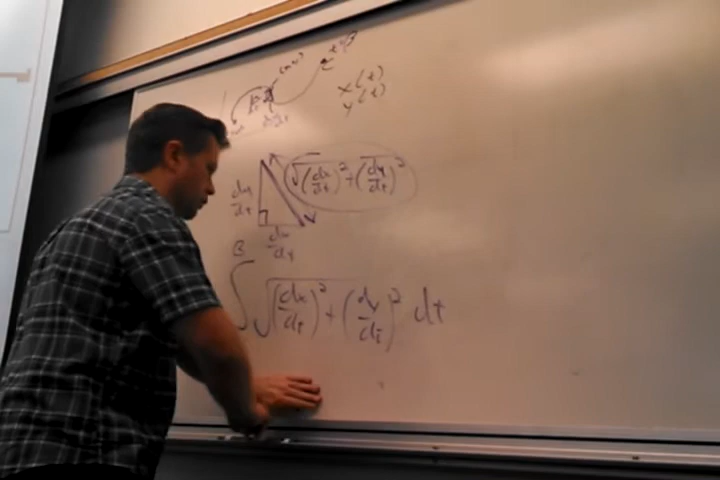 x(t)
y(t)
√(dx/dt)² + (dy/dt)²
dy/dt
dx/dt
B
∫ √(dx/dt)² + (dy/dt)² dt